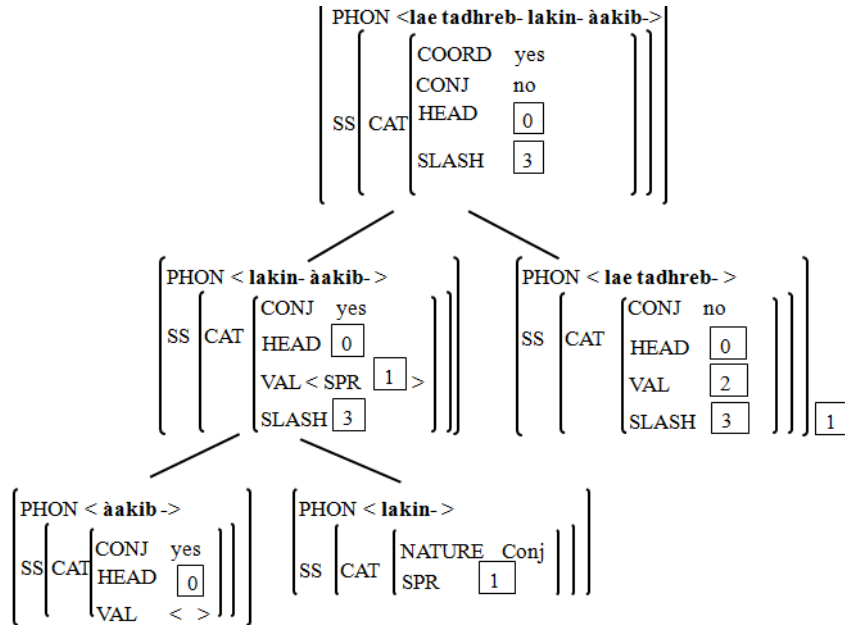 PHON <lae tadhreb- lakin- àakib->
COORD yes
CONJ no
HEAD 0
SS CAT
SLASH 3
PHON < lakin- àakib- >
CONJ yes
SS CAT HEAD 0
VAL < SPR 1 >
SLASH 3
PHON < lae tadhreb- >
CONJ no
SS CAT HEAD 0
VAL 2
SLASH 3 1
PHON < àakib ->
CONJ yes
SS CAT HEAD 0
VAL < >
PHON < lakin- >
NATURE Conj
SS CAT SPR 1